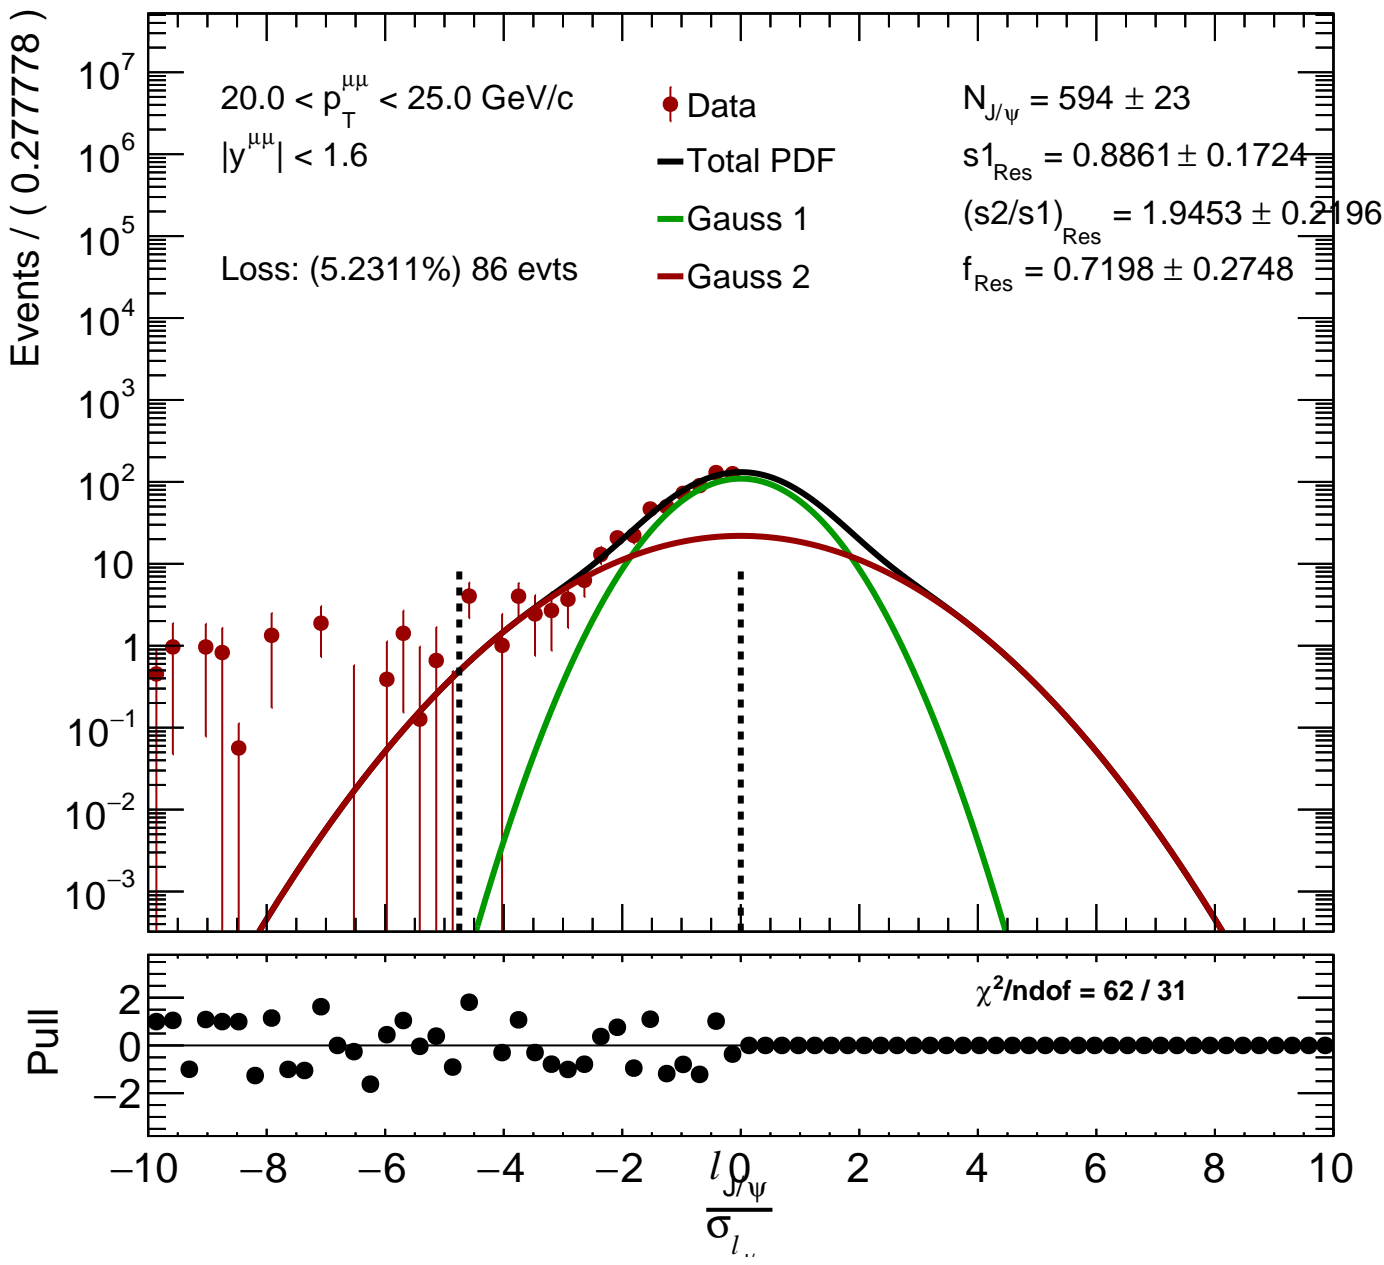 Events / ( 0.277778 )
10^7
10^6
10^5
10^4
10^3
10^2
10
1
10^−1
10^−2
10^−3
20.0 < p_T^μμ < 25.0 GeV/c
|y^μμ| < 1.6
Loss: (5.2311%) 86 evts
Data
Total PDF
Gauss 1
Gauss 2
N_J/ψ = 594 ± 23
s1_Res = 0.8861 ± 0.1724
(s2/s1)_Res = 1.9453 ± 0.2196
f_Res = 0.7198 ± 0.2748
Pull
2
0
−2
χ²/ndof = 62 / 31
−10 −8 −6 −4 −2 0 2 4 6 8 10
l_J/ψ
σ_l